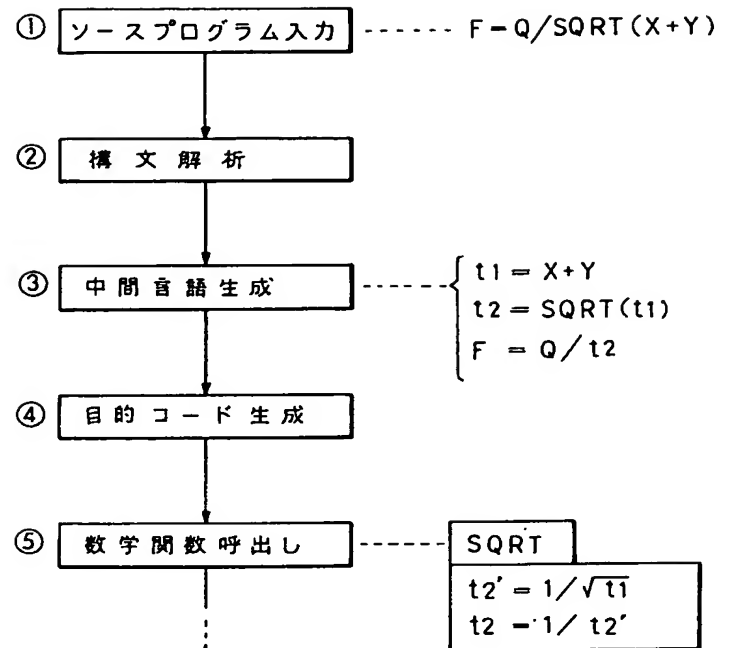 ① ソースプログラム入力 ------ F=Q/SQRT(X+Y)
② 構文解析
③ 中間言語生成
t1 = X+Y
t2 = SQRT(t1)
F = Q/t2
④ 目的コード生成
⑤ 数学関数呼出し
SQRT
t2' = 1/√t1
t2 = 1/t2'